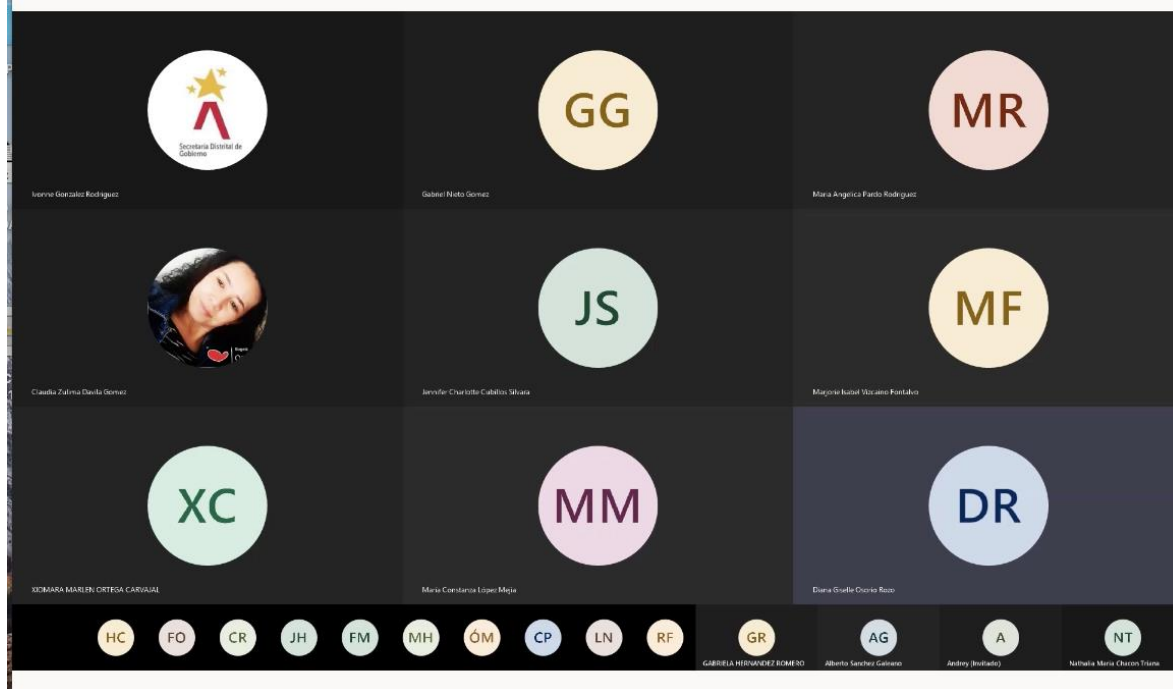 Secretaría Distrital de
Gobierno
Ivonne Gonzalez Rodriguez
GG
Gabriel Nieto Gomez
MR
Maria Angelica Pardo Rodriguez
Claudia Zulima Davila Gomez
JS
Jennifer Charlotte Cubillos Silvara
MF
Marjorie Isabel Vizcaino Fontalvo
XC
XIOMARA MARLEN ORTEGA CARVAJAL
MM
Maria Constanza López Mejia
DR
Diana Giselle Osorio Rozo
HC
FO
CR
JH
FM
MH
ÓM
CP
LN
RF
GR
GABRIELA HERNANDEZ ROMERO
AG
Alberto Sanchez Galeano
A
Andrey (Invitado)
NT
Nathalia Maria Chacon Triana